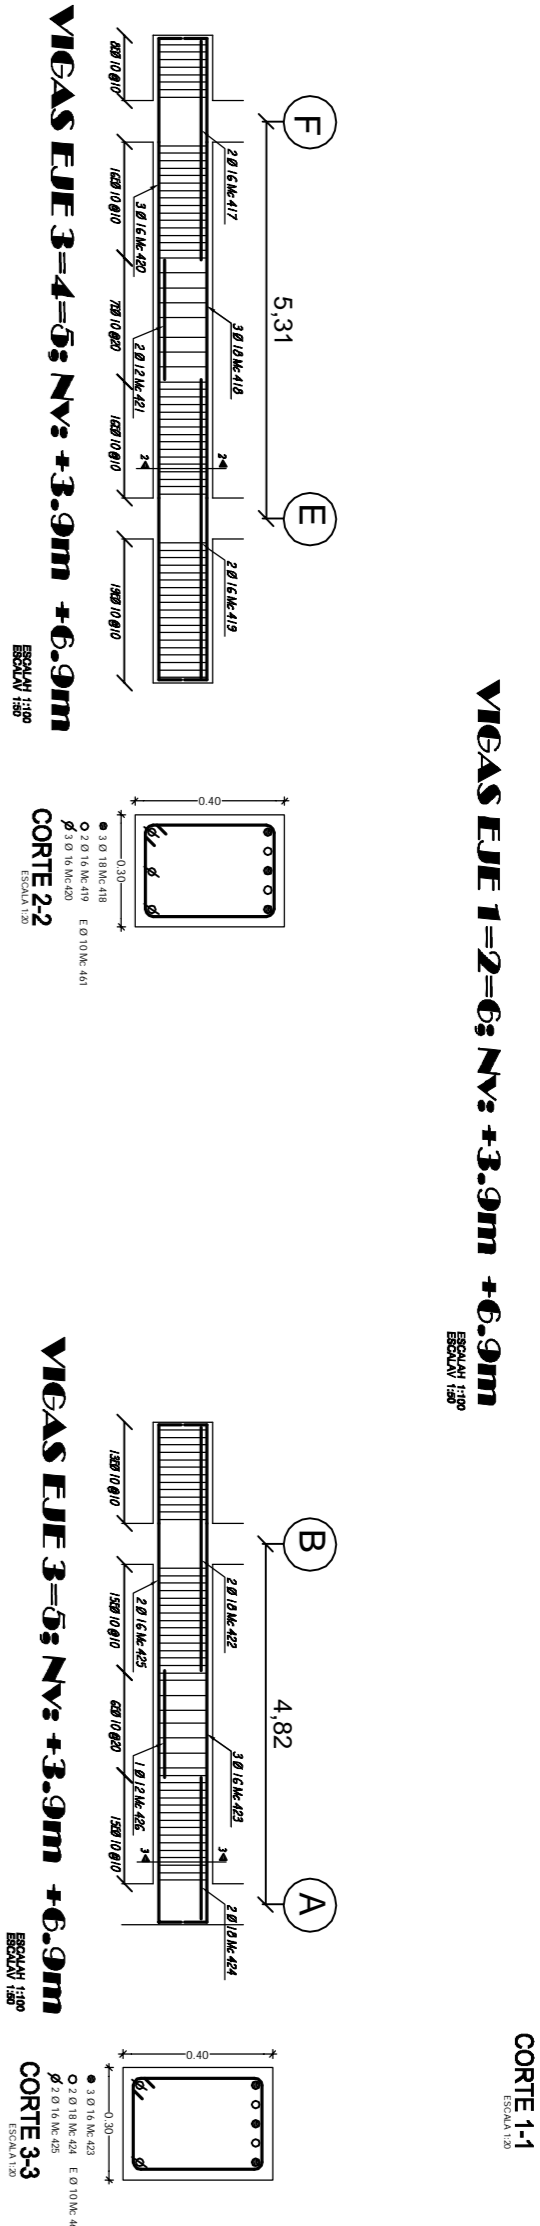 VIGAS EJE 1=2=6; NV: +3.9m +6.9m
ESCALAH 1:100
ESCALAV 1:50
CORTE 1-1
ESCALA 1:20
F
E
5,31
2 Ø 16 Mc 417
3 Ø 18 Mc 418
2 Ø 16 Mc 419
3 Ø 16 Mc 420
2 Ø 12 Mc 421
2
2
VIGAS EJE 3=4=5; NV: +3.9m +6.9m
ESCALAH 1:100
ESCALAV 1:50
0.40
0.30
3 Ø 18 Mc 418
2 Ø 16 Mc 419 E Ø 10 Mc 461
3 Ø 16 Mc 420
CORTE 2-2
ESCALA 1:20
B
A
4,82
2 Ø 18 Mc 422
3 Ø 16 Mc 423
2 Ø 18 Mc 424
2 Ø 16 Mc 425
1 Ø 12 Mc 426
3
3
VIGAS EJE 3=5; NV: +3.9m +6.9m
ESCALAH 1:100
ESCALAV 1:50
0.40
0.30
3 Ø 16 Mc 423
2 Ø 18 Mc 424 E Ø 10 Mc
2 Ø 16 Mc 425
CORTE 3-3
ESCALA 1:20